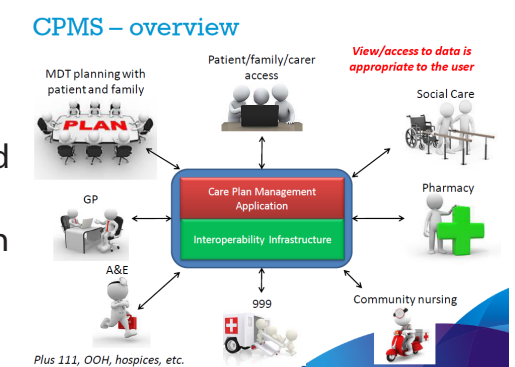 CPMS – overview
View/access to data is
appropriate to the user
Patient/family/carer
access
MDT planning with
patient and family
PLAN
Social Care
d
Care Plan Management
Application
Pharmacy
GP
n
Interoperability Infrastructure
A&E
999
Community nursing
Plus 111, OOH, hospices, etc.